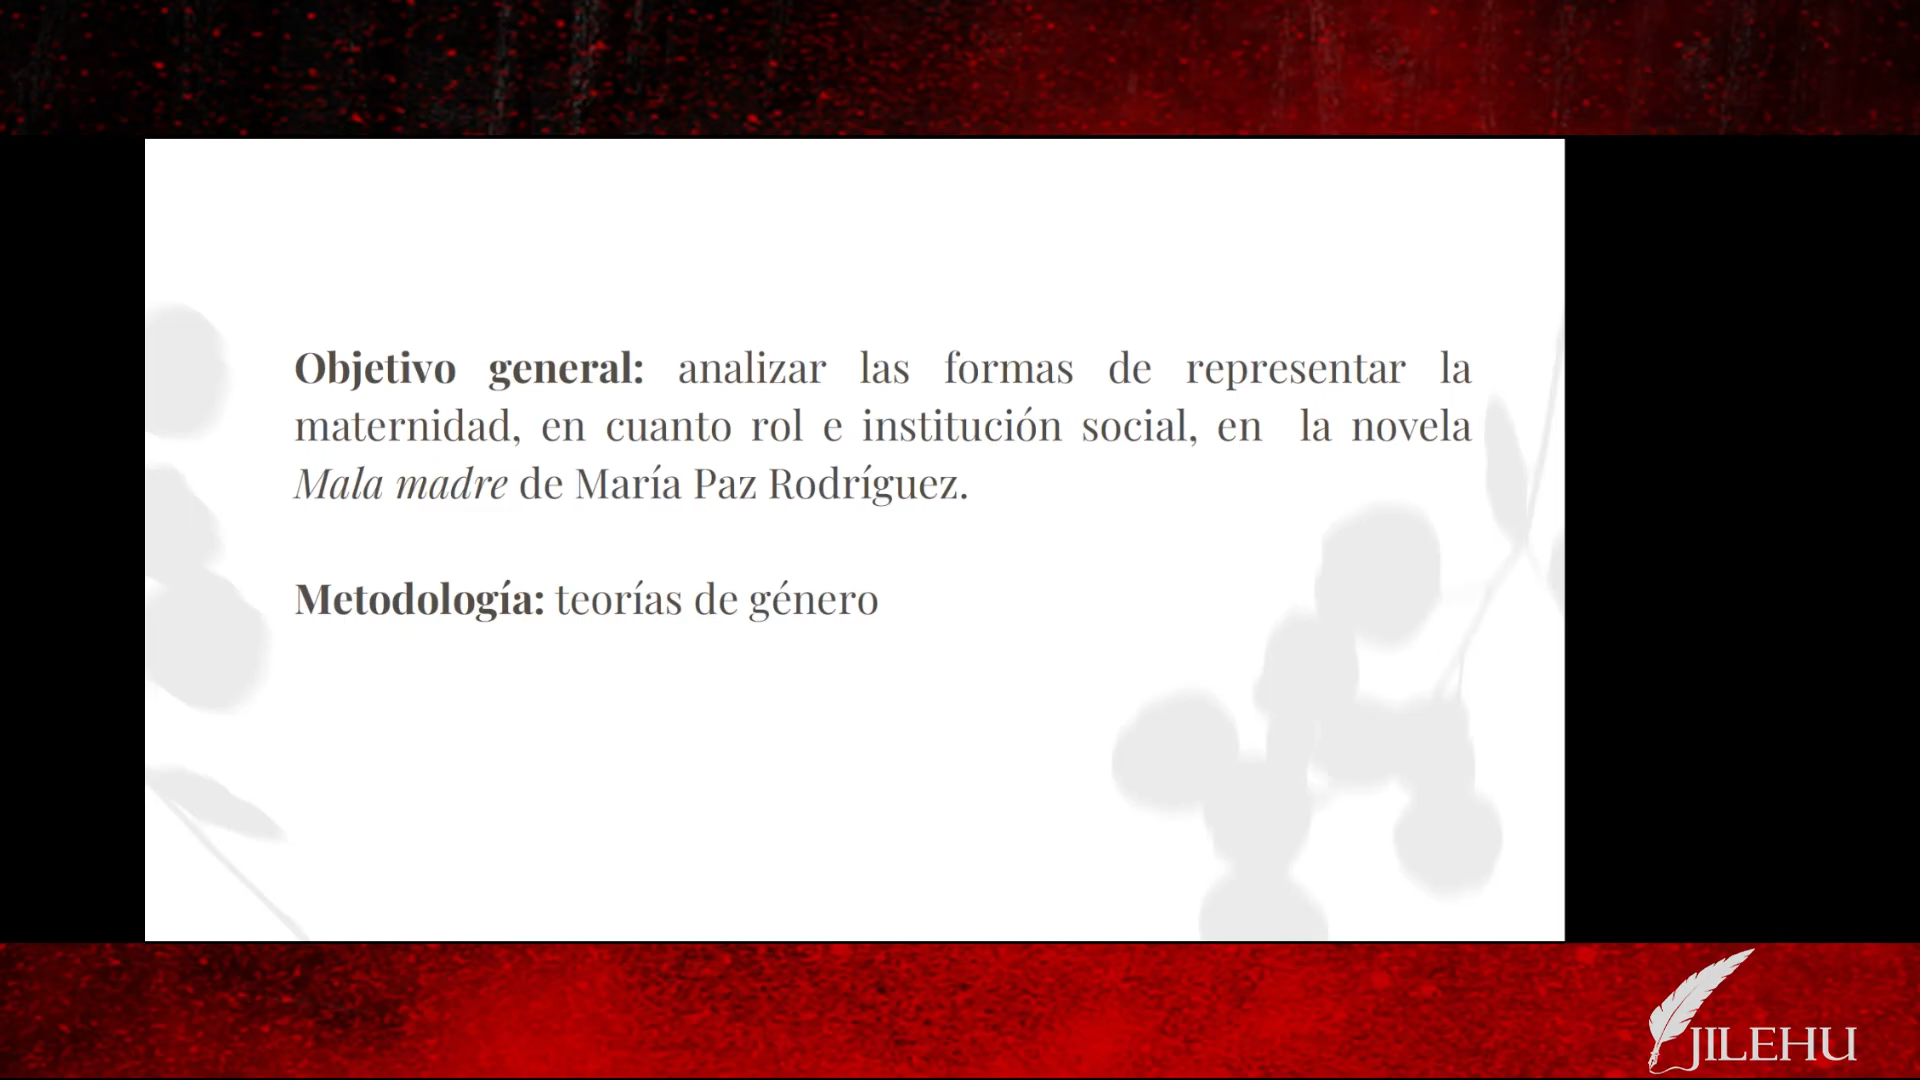 Objetivo general: analizar las formas de representar la
maternidad, en cuanto rol e institución social, en la novela
Mala madre de María Paz Rodríguez.
Metodología: teorías de género
JILEHU